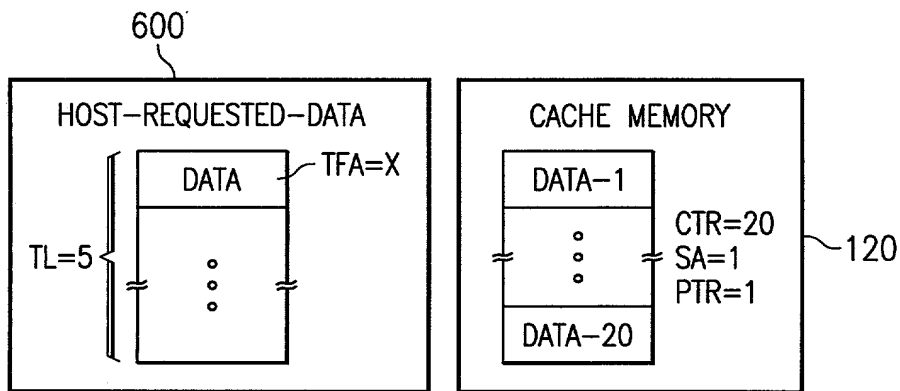 600
HOST-REQUESTED-DATA
DATA
TFA=X
TL=5
CACHE MEMORY
DATA-1
CTR=20
SA=1
PTR=1
DATA-20
120